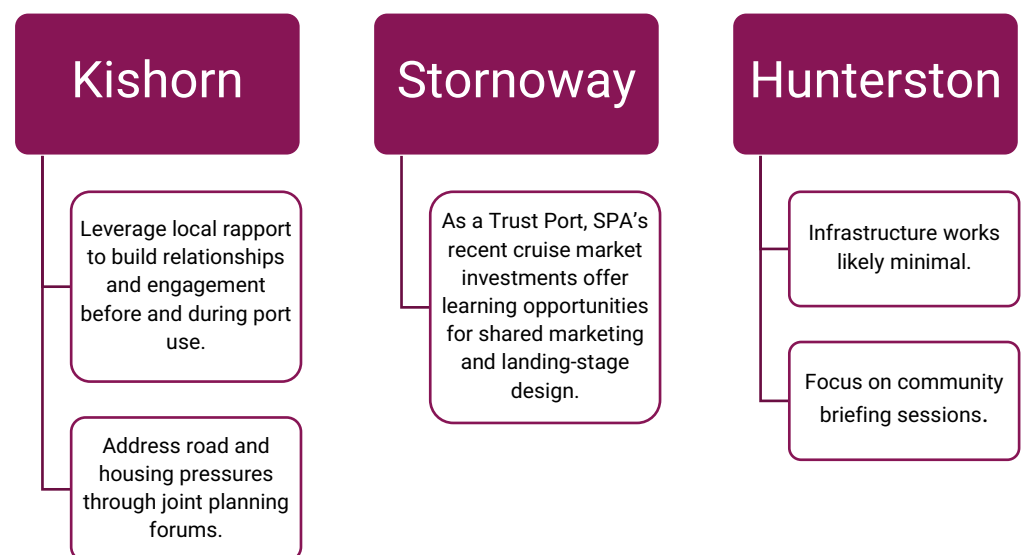 Kishorn
Leverage local rapport
to build relationships
and engagement
before and during port
use.
Address road and
housing pressures
through joint planning
forums.
Stornoway
As a Trust Port, SPA’s
recent cruise market
investments offer
learning opportunities
for shared marketing
and landing-stage
design.
Hunterston
Infrastructure works
likely minimal.
Focus on community
briefing sessions.